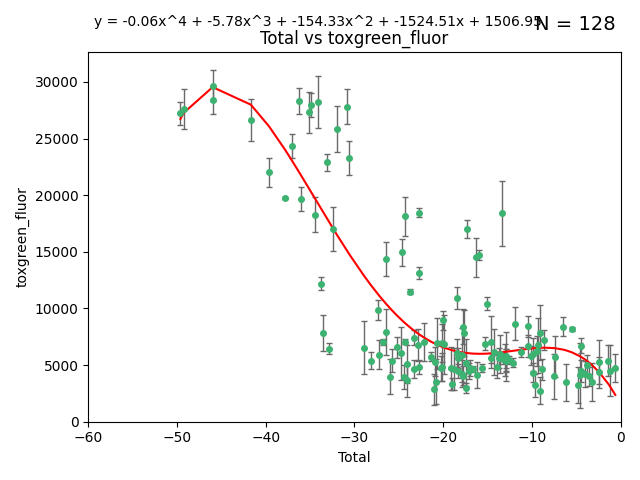 y = -0.06x^4 + -5.78x^3 + -154.33x^2 + -1524.51x + 1506.95
N = 128
Total vs toxgreen_fluor
30000
25000
20000
15000
10000
5000
0
toxgreen_fluor
-60 -50 -40 -30 -20 -10 0
Total